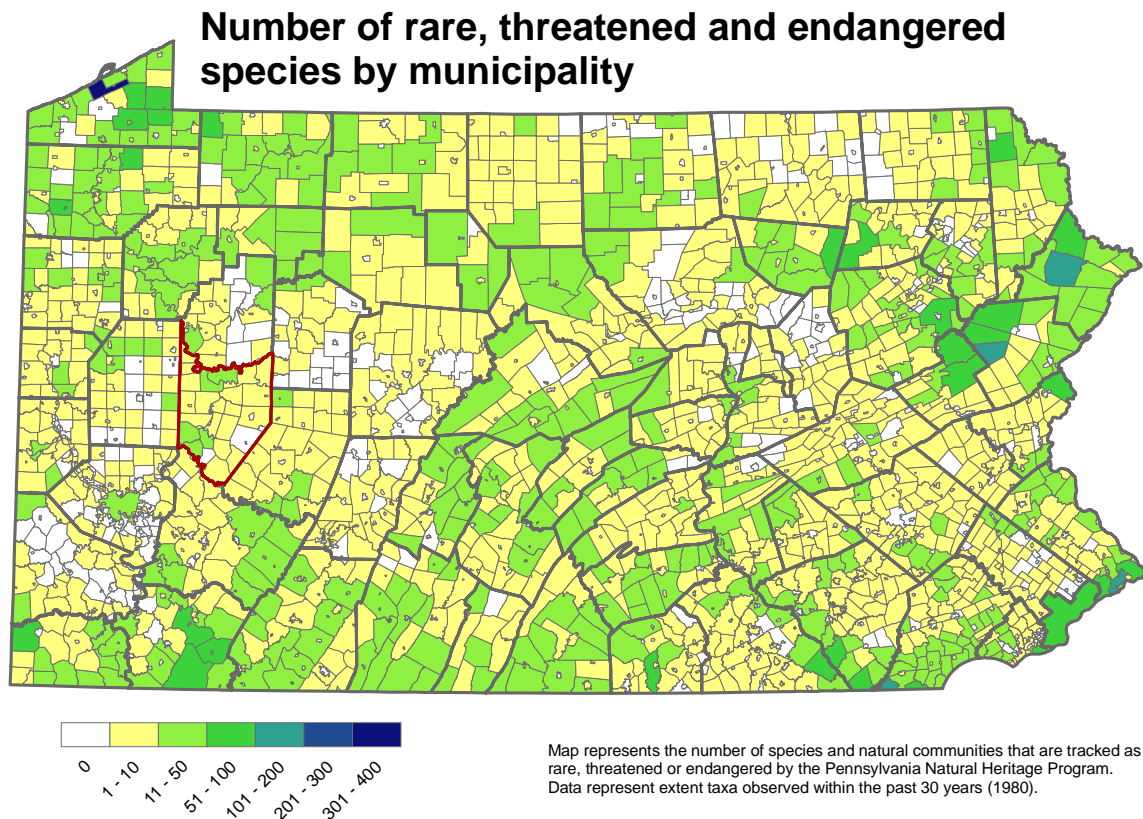 Number of rare, threatened and endangered
species by municipality
0
1 - 10
11 - 50
51 - 100
101 - 200
201 - 300
301 - 400
Map represents the number of species and natural communities that are tracked as
rare, threatened or endangered by the Pennsylvania Natural Heritage Program.
Data represent extent taxa observed within the past 30 years (1980).